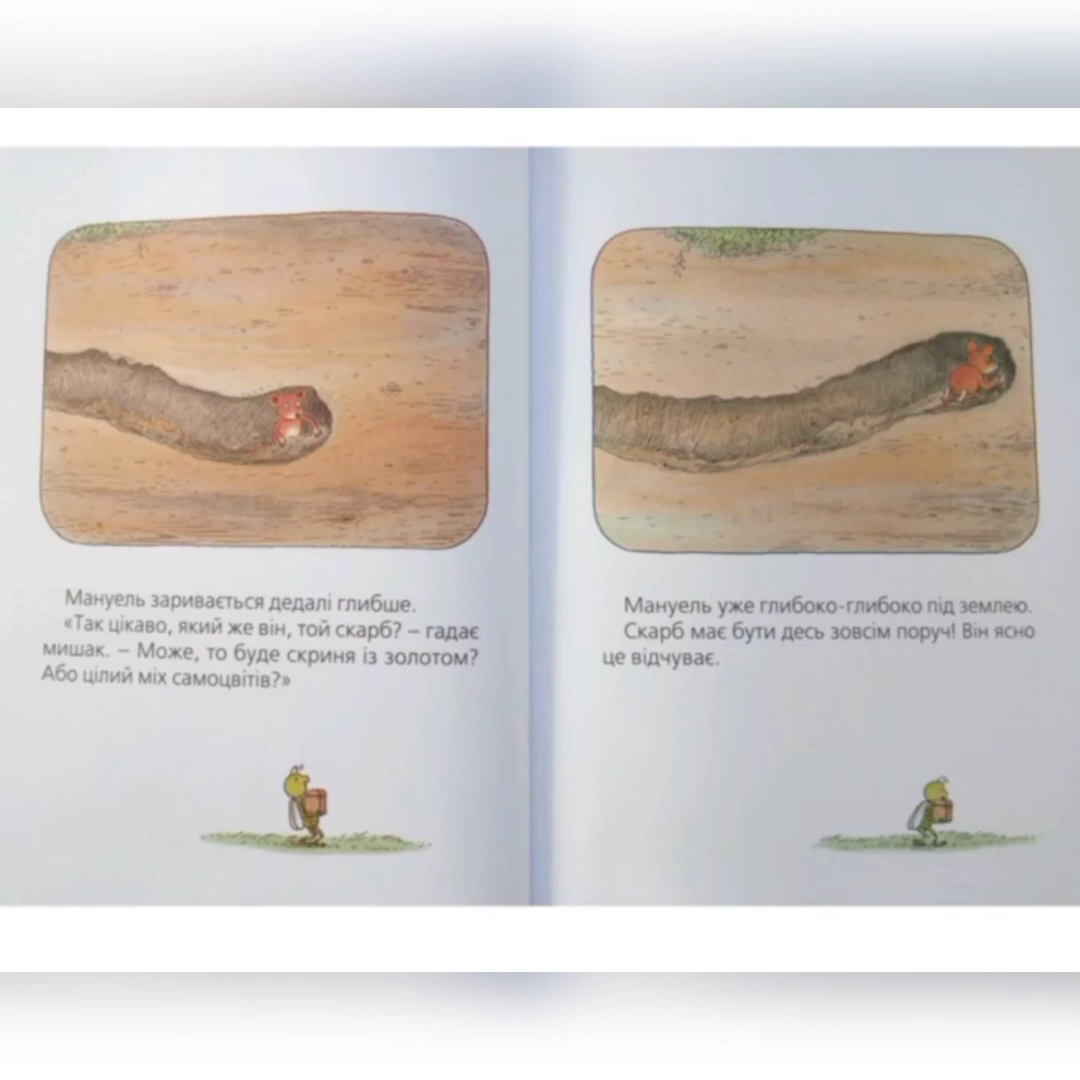 Мануель заривається дедалі глибше.
«Так цікаво, який же він, той скарб? – гадає
мишак. – Може, то буде скриня із золотом?
Або цілий міх самоцвітів?»
Мануель уже глибоко-глибоко під землею.
Скарб має бути десь зовсім поруч! Він ясно
це відчуває.